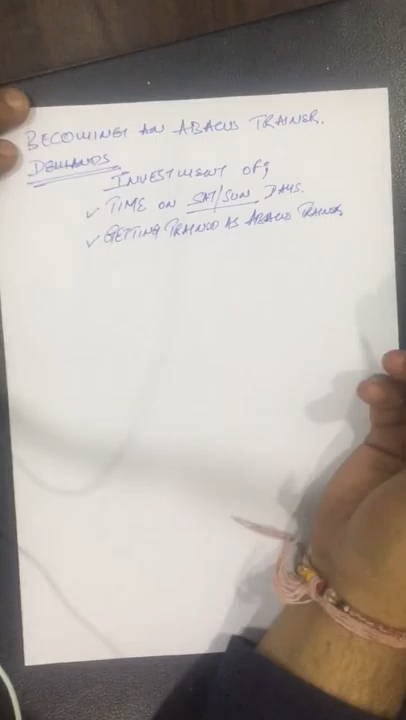 BECOMING AN ABACUS TRAINER.
DEMANDS
INVESTMENT OF;
✓ TIME ON SAT/SUN DAYS.
✓ GETTING TRAINED AS ABACUS TRAINER